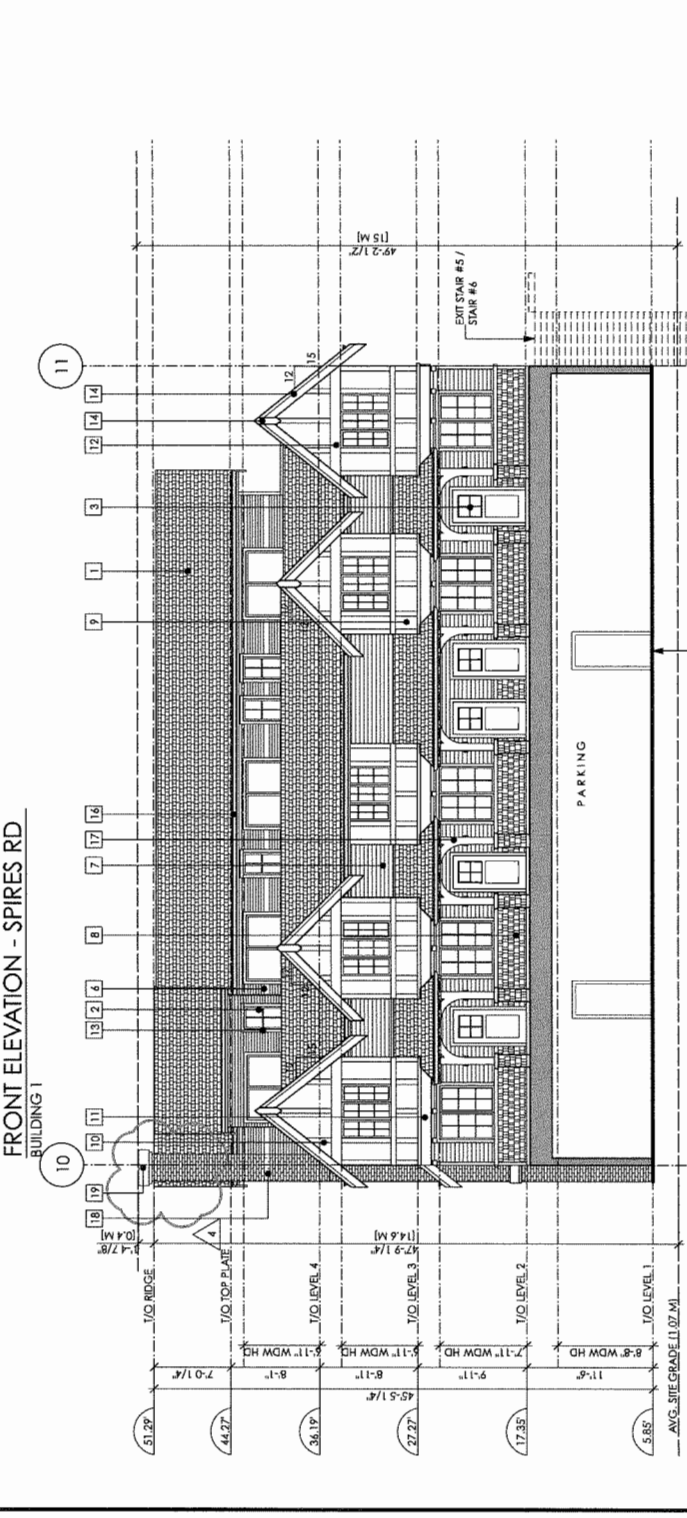 FRONT ELEVATION - SPIRES RD
BUILDING 1
10
11
19
18
10
11
13
2
6
8
7
17
16
9
1
3
12
14
14
4
12
15
12
15
EXIT STAIR #5 /
STAIR #6
49'-2 1/2"
[15 M]
PARKING
1'-4 7/8"
[0.4 M]
47'-9 1/4"
[14.6 M]
T/O RIDGE
T/O TOP PLATE
T/O LEVEL 4
T/O LEVEL 3
T/O LEVEL 2
T/O LEVEL 1
AVG. SITE GRADE (1.07 M)
6'-11" WDW HD
6'-11" WDW HD
7'-11" WDW HD
8'-8" WDW HD
7'-0 1/4"
8'-1"
8'-11"
9'-11"
11'-6"
45'-5 1/4"
51.29'
44.27'
36.19'
27.27'
17.35'
5.85'